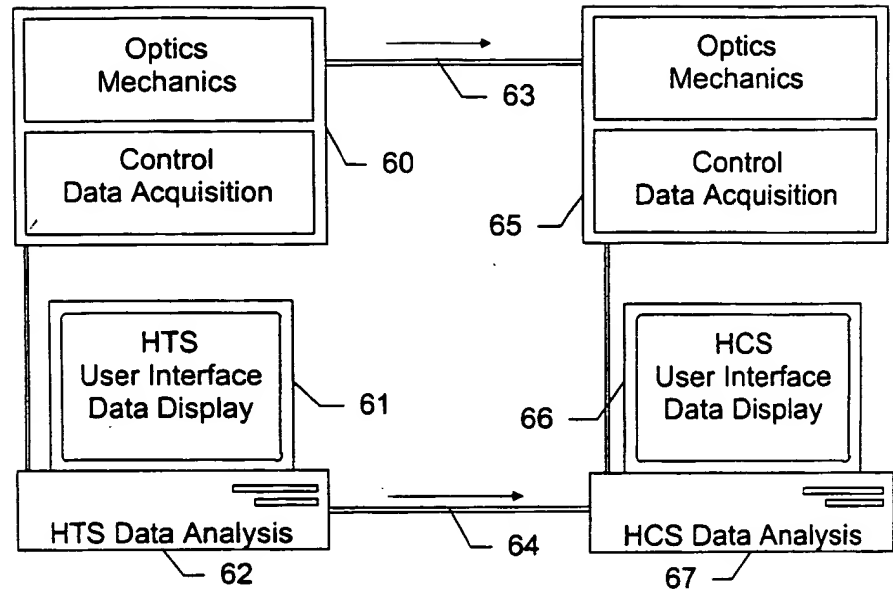 Optics
Mechanics
Control
Data Acquisition
60
63
Optics
Mechanics
Control
Data Acquisition
65
HTS
User Interface
Data Display
61
HTS Data Analysis
62
64
HCS
User Interface
Data Display
66
HCS Data Analysis
67